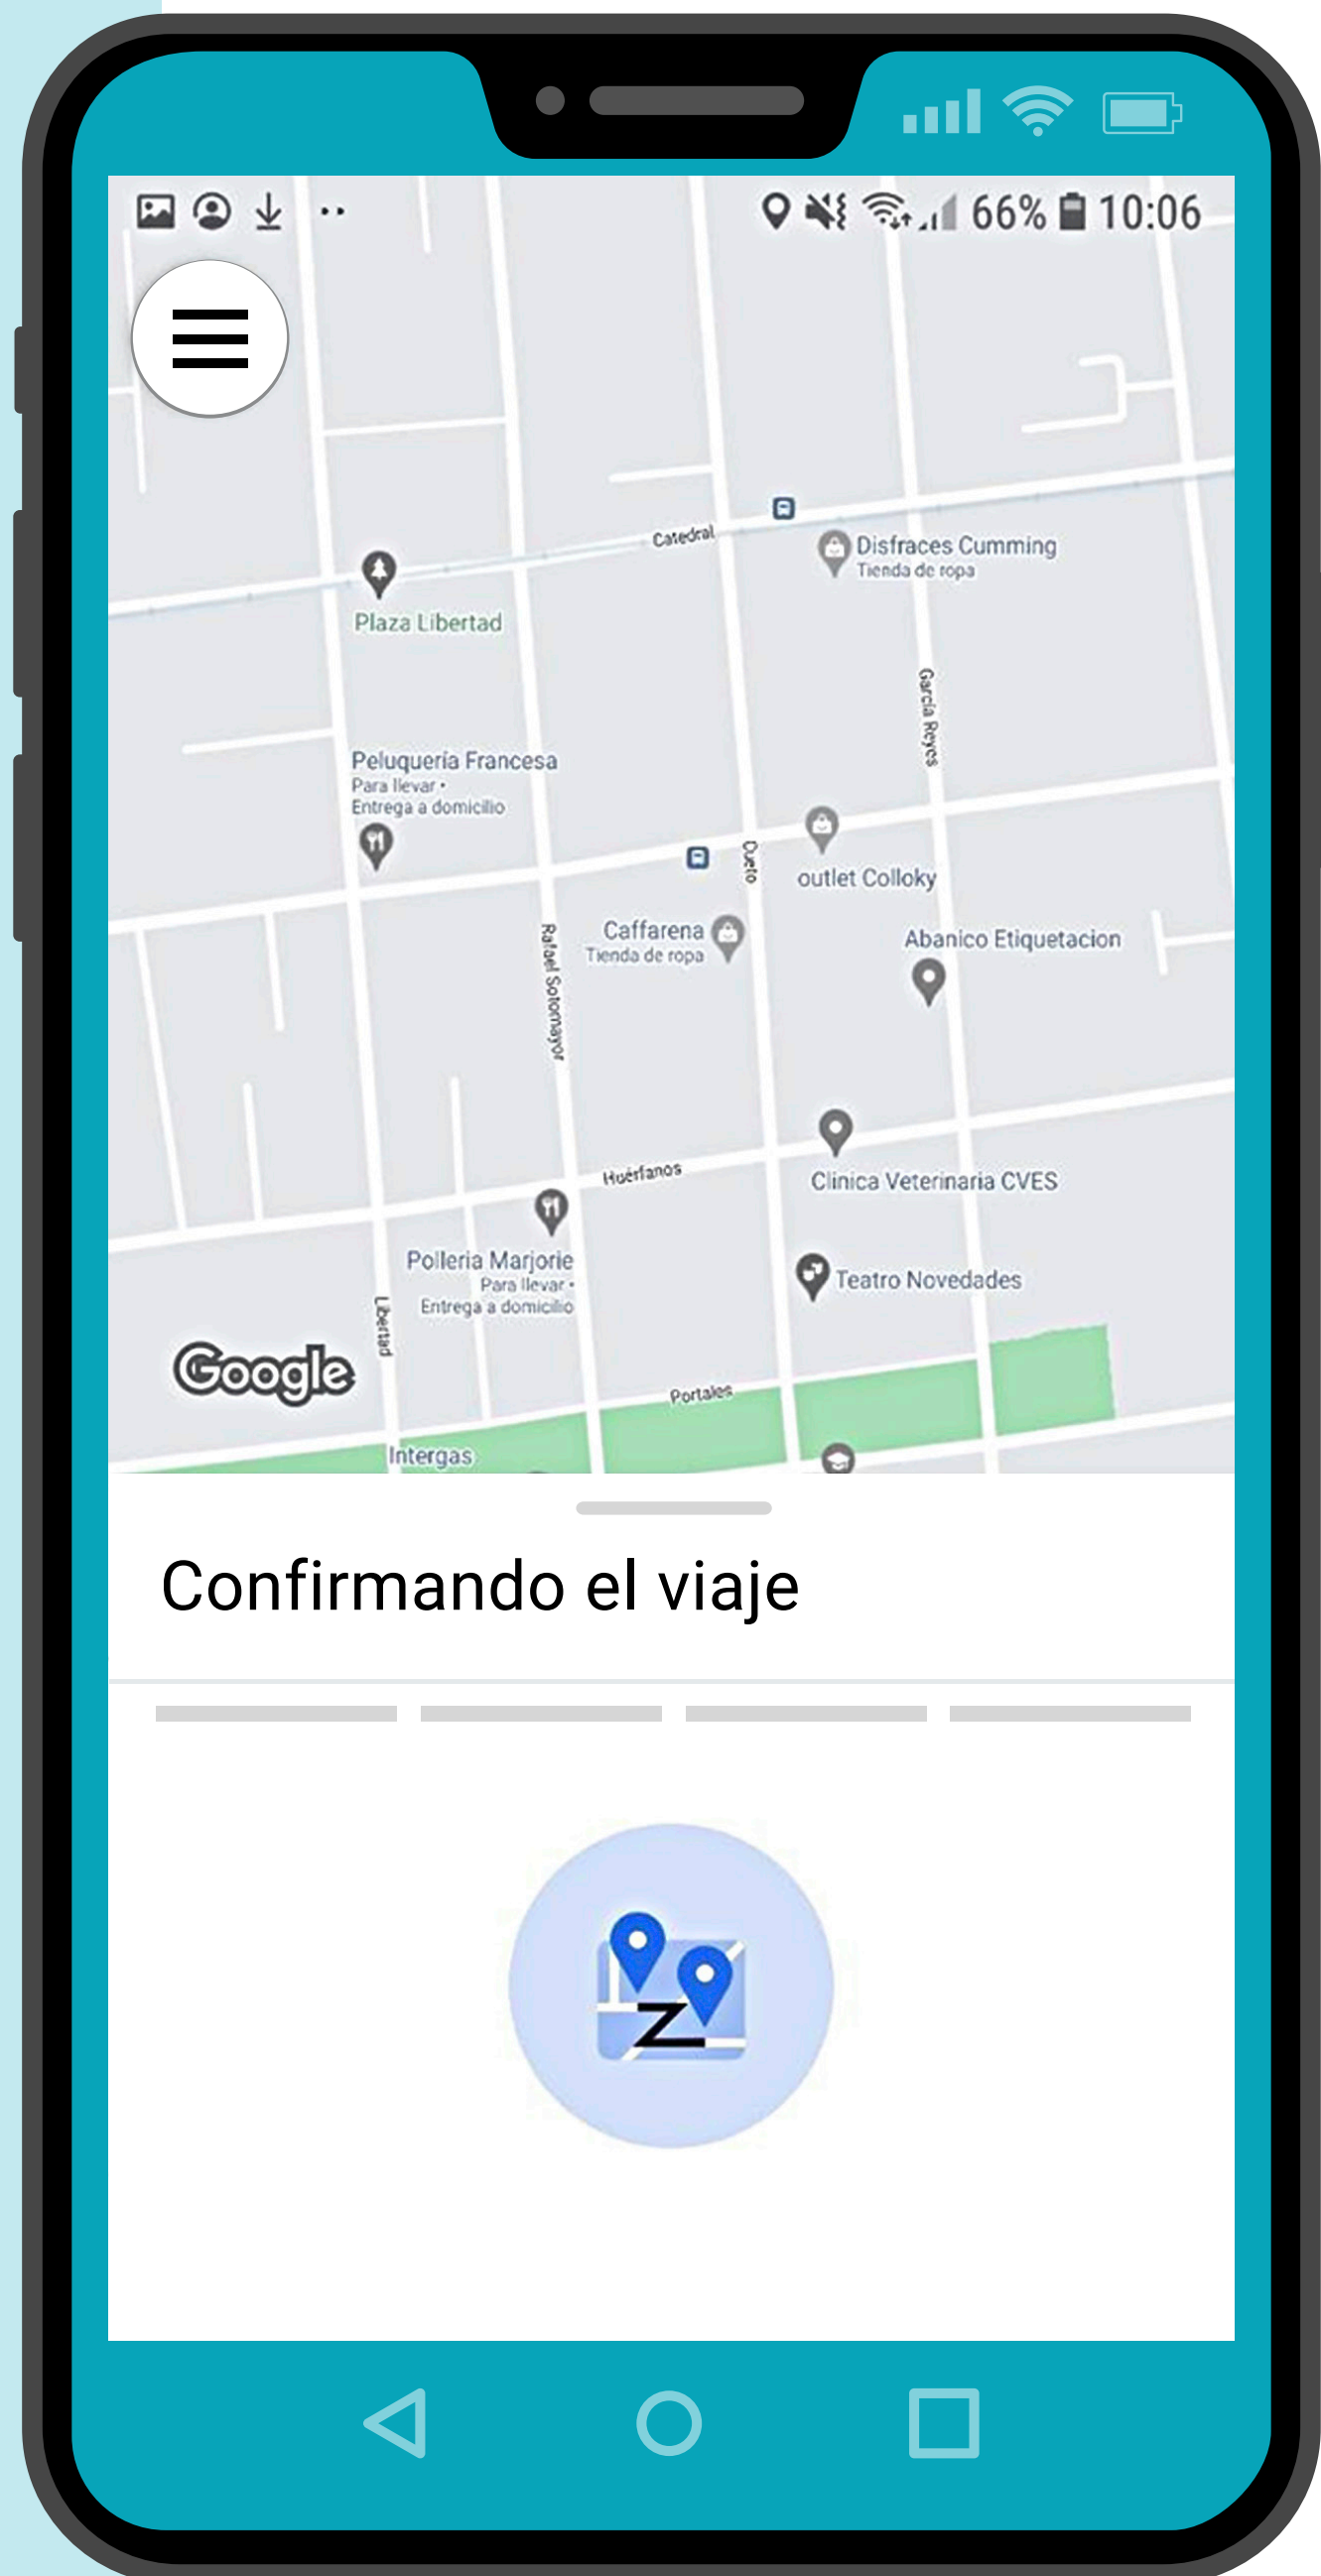 66% 10:06
Catedral
Disfraces Cumming
Tienda de ropa
Plaza Libertad
García Reyes
Peluquería Francesa
Para llevar •
Entrega a domicilio
Cueto
outlet Colloky
Caffarena
Tienda de ropa
Abanico Etiquetacion
Rafael Sotomayor
Huérfanos
Clinica Veterinaria CVES
Polleria Marjorie
Para llevar •
Entrega a domicilio
Teatro Novedades
Libertad
Google
Portales
Intergas
Confirmando el viaje